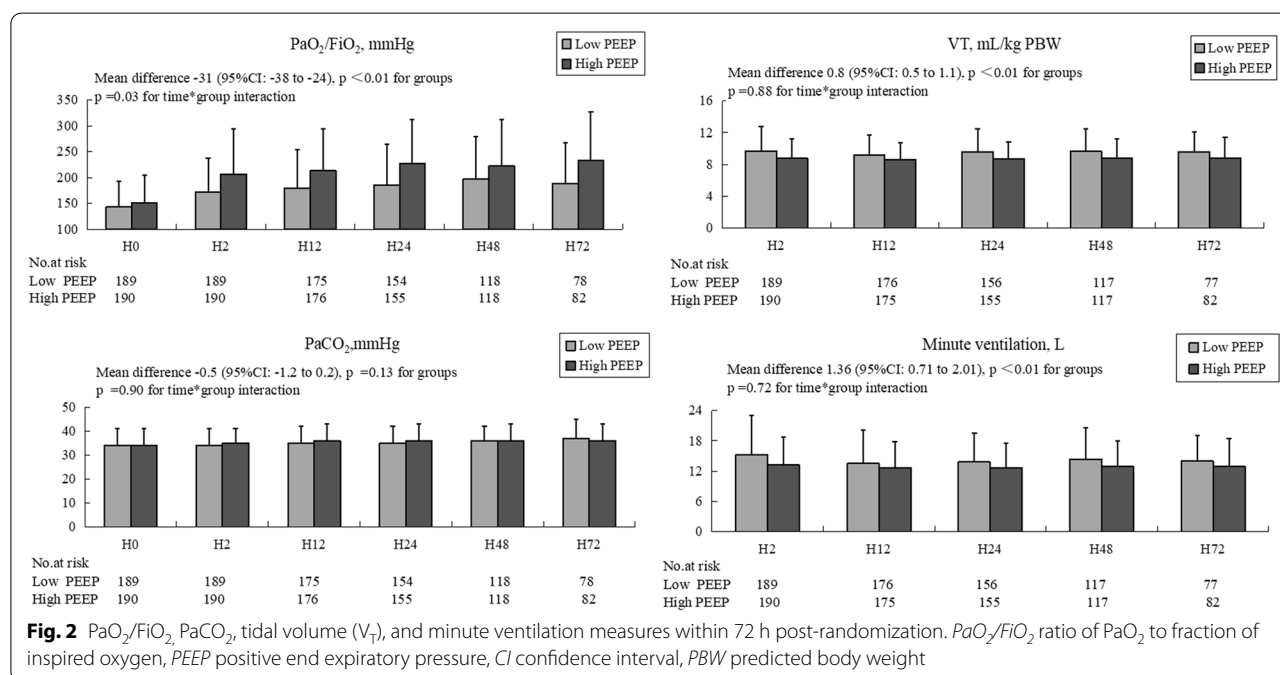 PaO2/FiO2, mmHg
Low PEEP
High PEEP
Mean difference -31 (95%CI: -38 to -24), p <0.01 for groups
p =0.03 for time*group interaction
350
300
250
200
150
100
H0 H2 H12 H24 H48 H72
No.at risk
Low PEEP 189 189 175 154 118 78
High PEEP 190 190 176 155 118 82
VT, mL/kg PBW
Low PEEP
High PEEP
Mean difference 0.8 (95%CI: 0.5 to 1.1), p <0.01 for groups
p =0.88 for time*group interaction
16
12
8
4
0
H2 H12 H24 H48 H72
No.at risk
Low PEEP 189 176 156 117 77
High PEEP 190 175 155 117 82
PaCO2,mmHg
Low PEEP
High PEEP
Mean difference -0.5 (95%CI: -1.2 to 0.2), p =0.13 for groups
p =0.90 for time*group interaction
50
40
30
20
10
0
H0 H2 H12 H24 H48 H72
No.at risk
Low PEEP 189 189 175 154 118 78
High PEEP 190 190 176 155 118 82
Minute ventilation, L
Low PEEP
High PEEP
Mean difference 1.36 (95%CI: 0.71 to 2.01), p <0.01 for groups
p =0.72 for time*group interaction
24
18
12
6
0
H2 H12 H24 H48 H72
No.at risk
Low PEEP 189 176 156 117 77
High PEEP 190 175 155 117 82
Fig. 2 PaO2/FiO2, PaCO2, tidal volume (VT), and minute ventilation measures within 72 h post-randomization. PaO2/FiO2 ratio of PaO2 to fraction of
inspired oxygen, PEEP positive end expiratory pressure, CI confidence interval, PBW predicted body weight